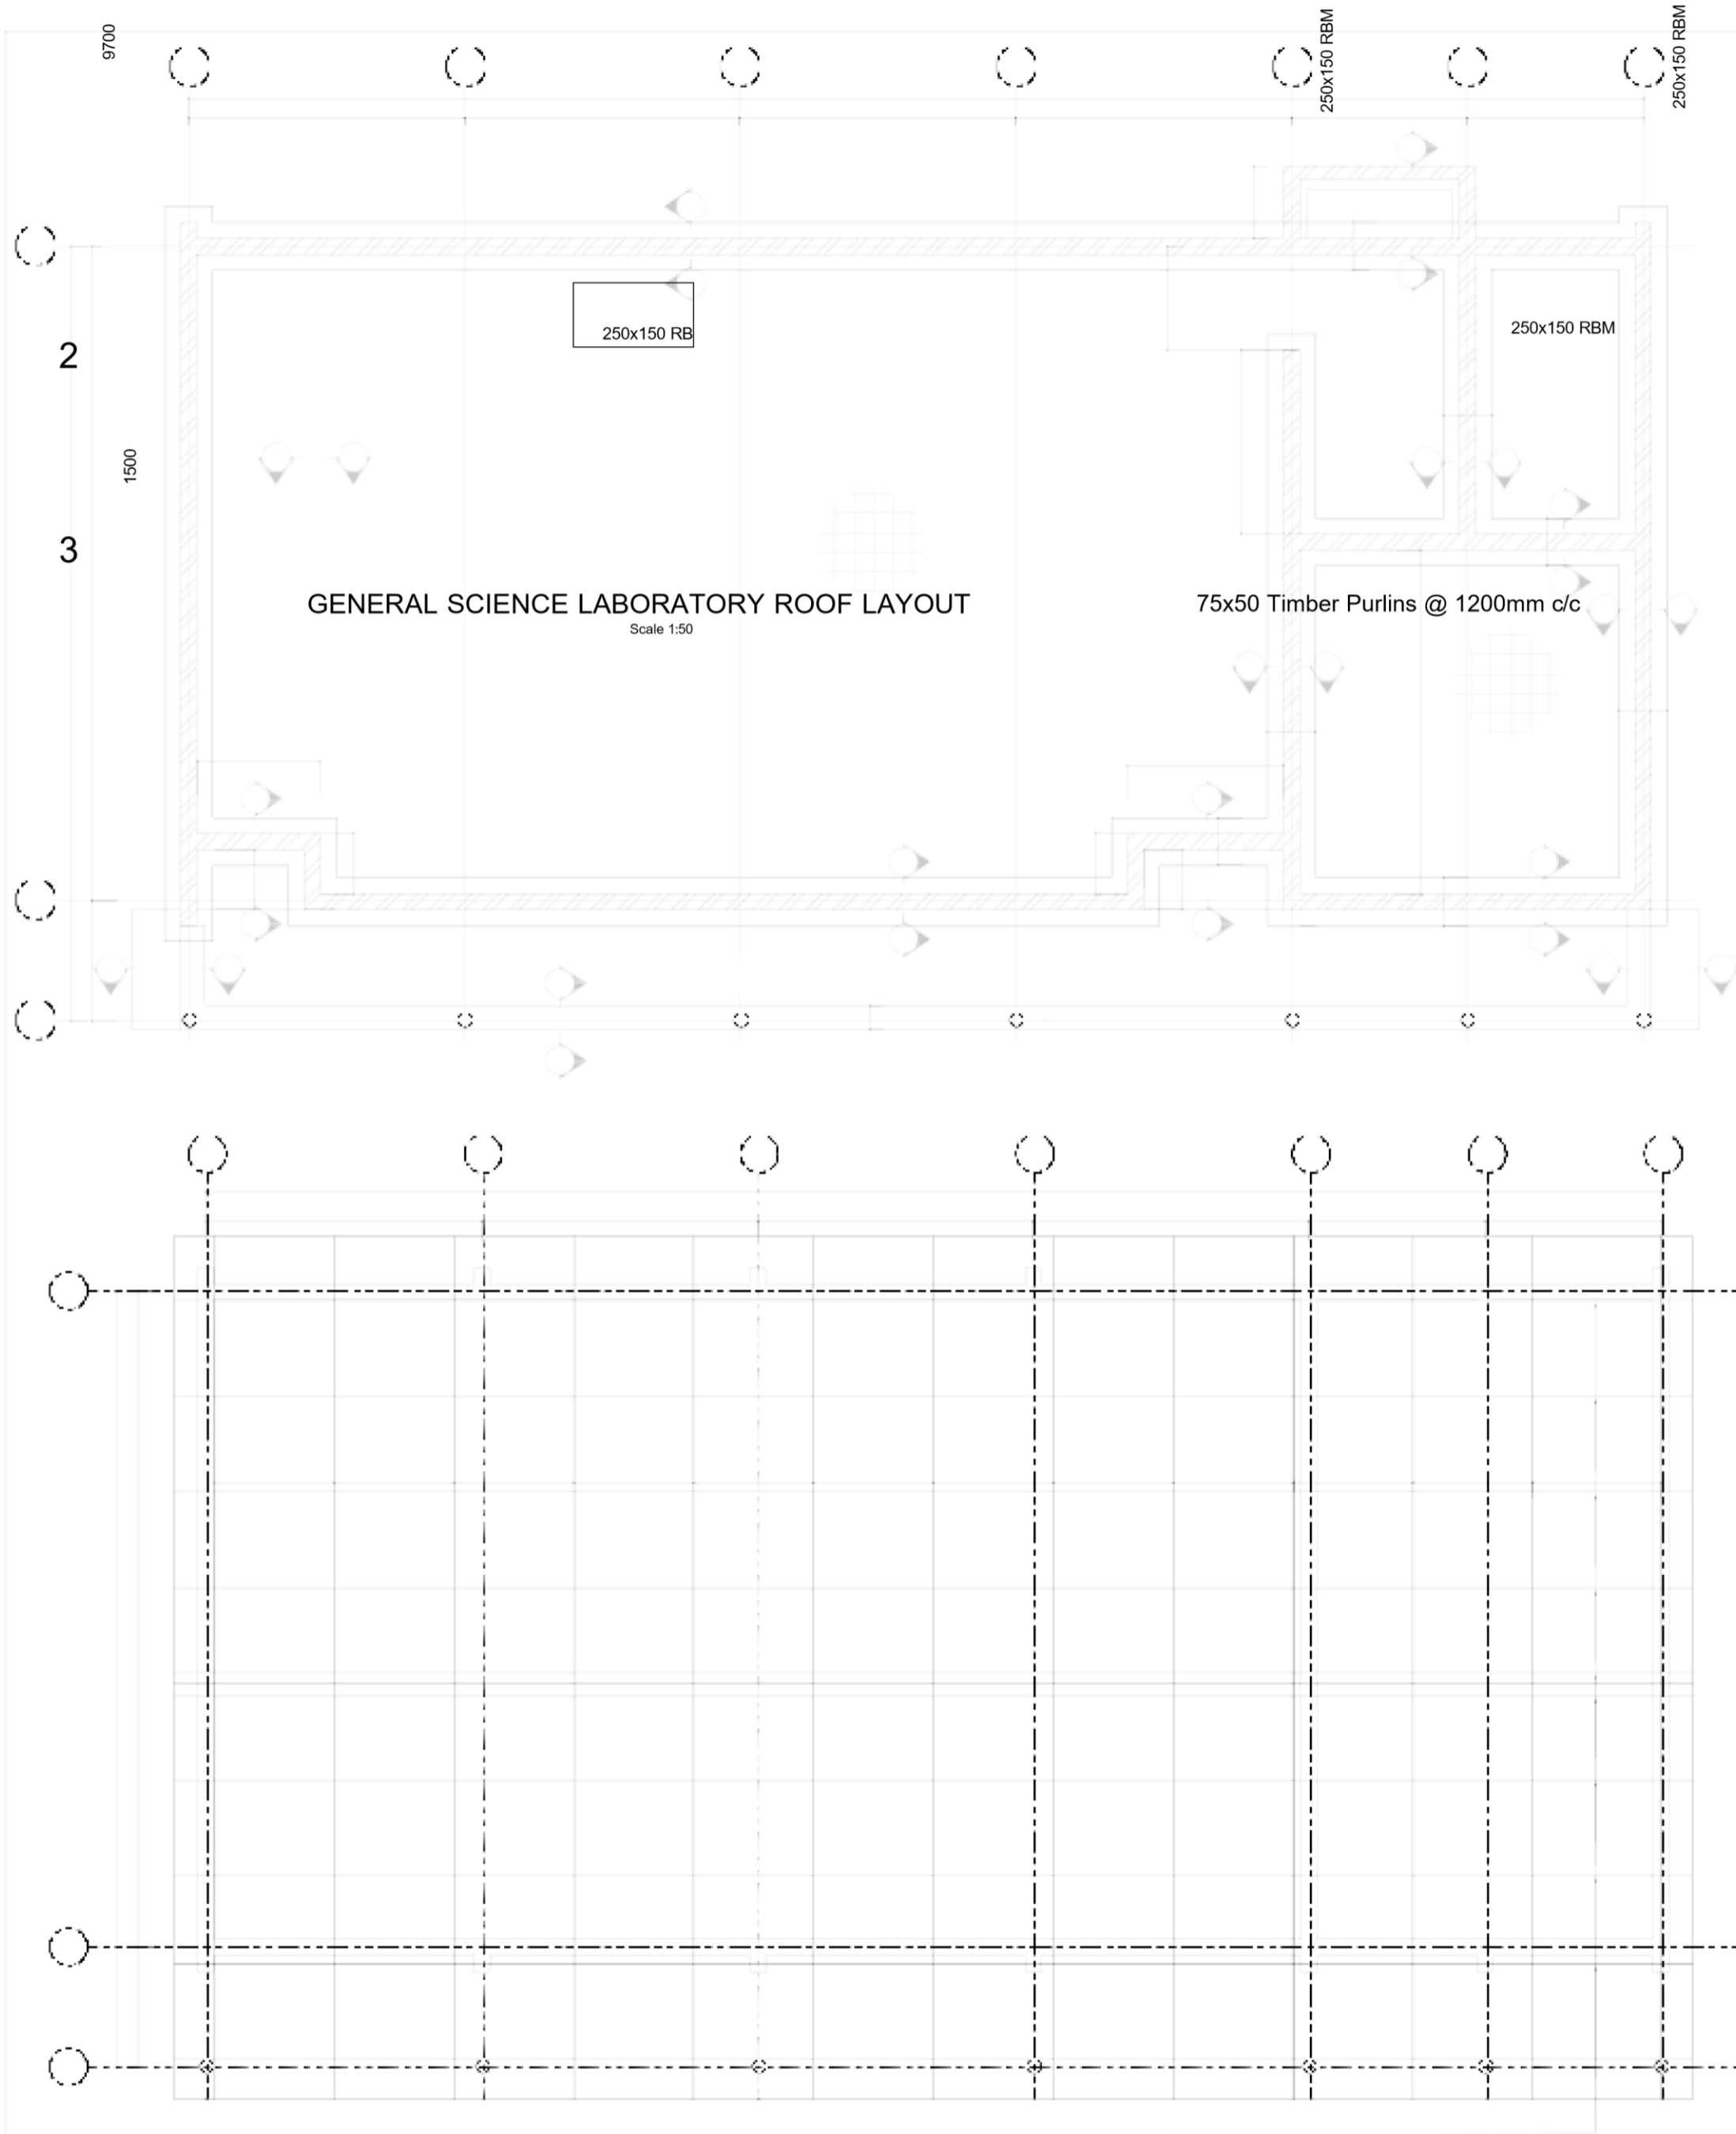 9700
250x150 RBM
250x150 RBM
250x150 RB
250x150 RBM
2
1500
3
GENERAL SCIENCE LABORATORY ROOF LAYOUT
75x50 Timber Purlins @ 1200mm c/c
Scale 1:50